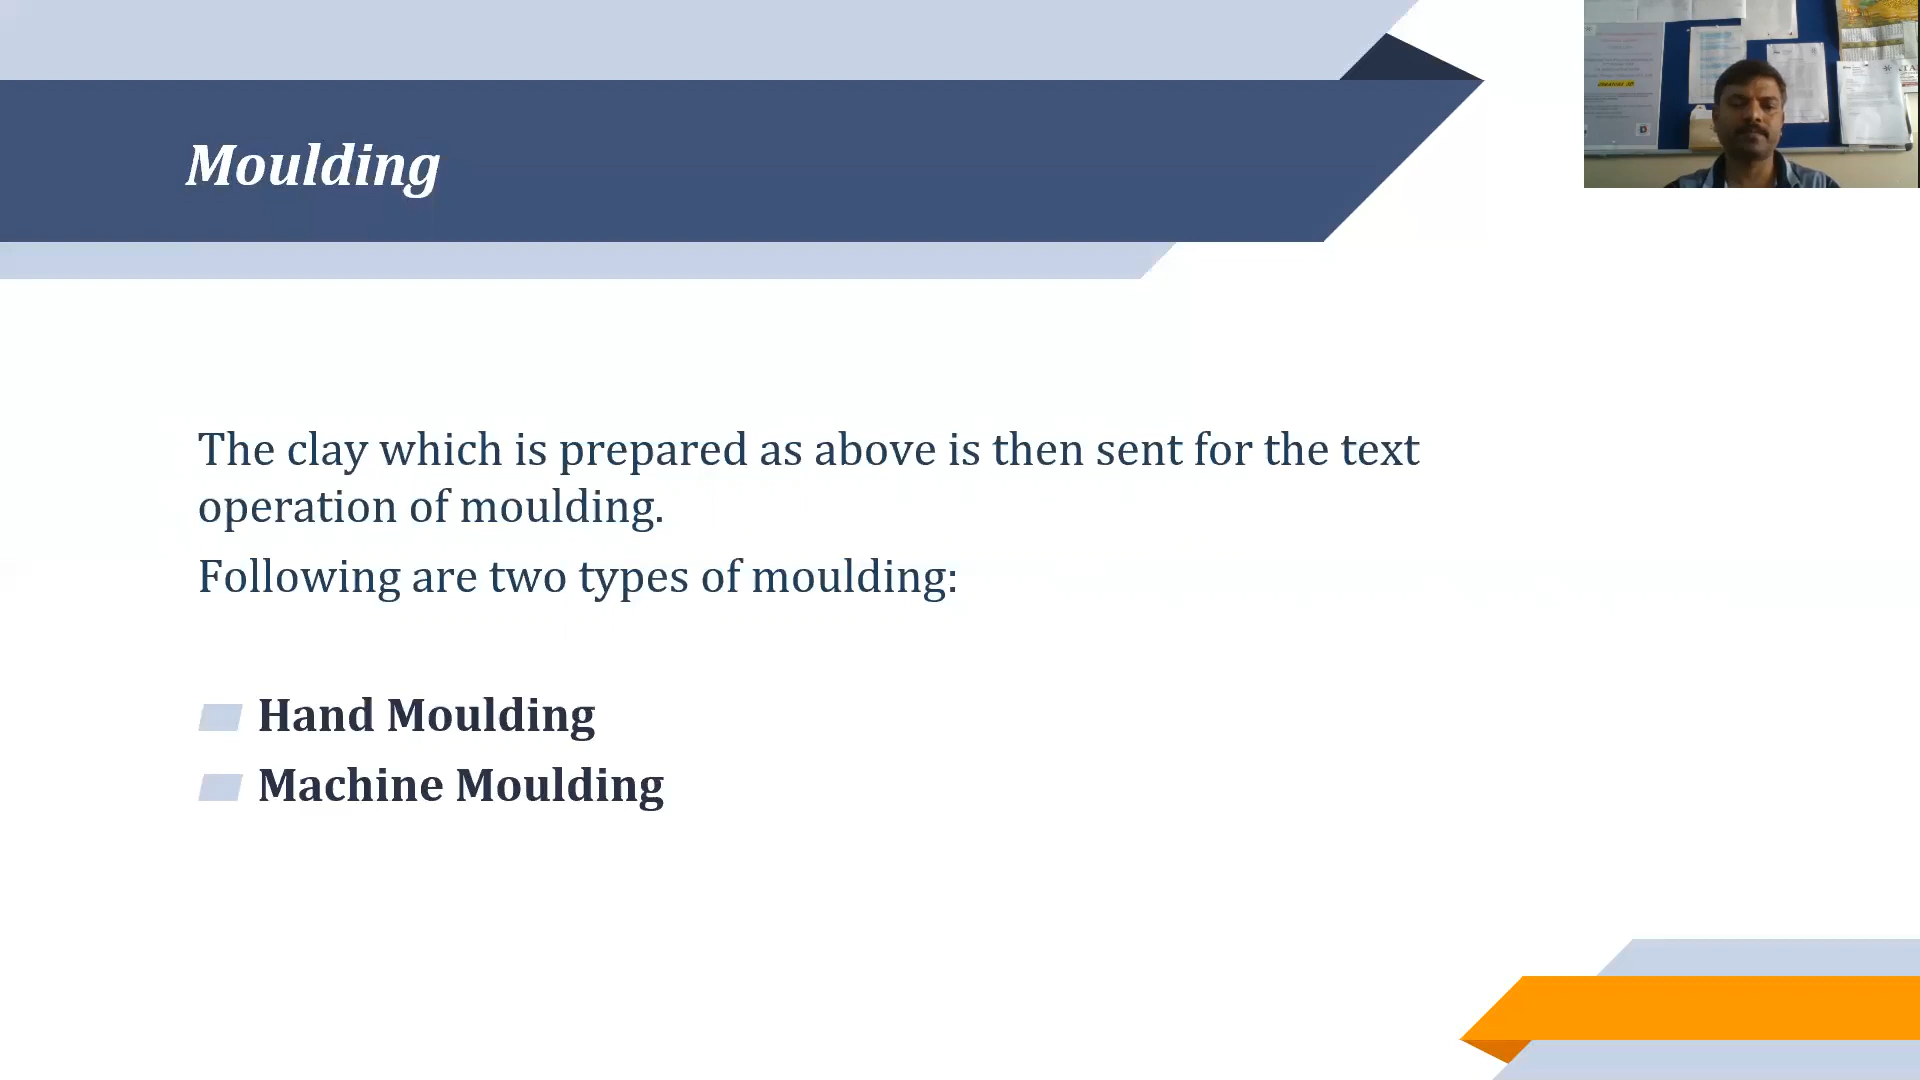 Moulding
The clay which is prepared as above is then sent for the text
operation of moulding.
Following are two types of moulding:
Hand Moulding
Machine Moulding